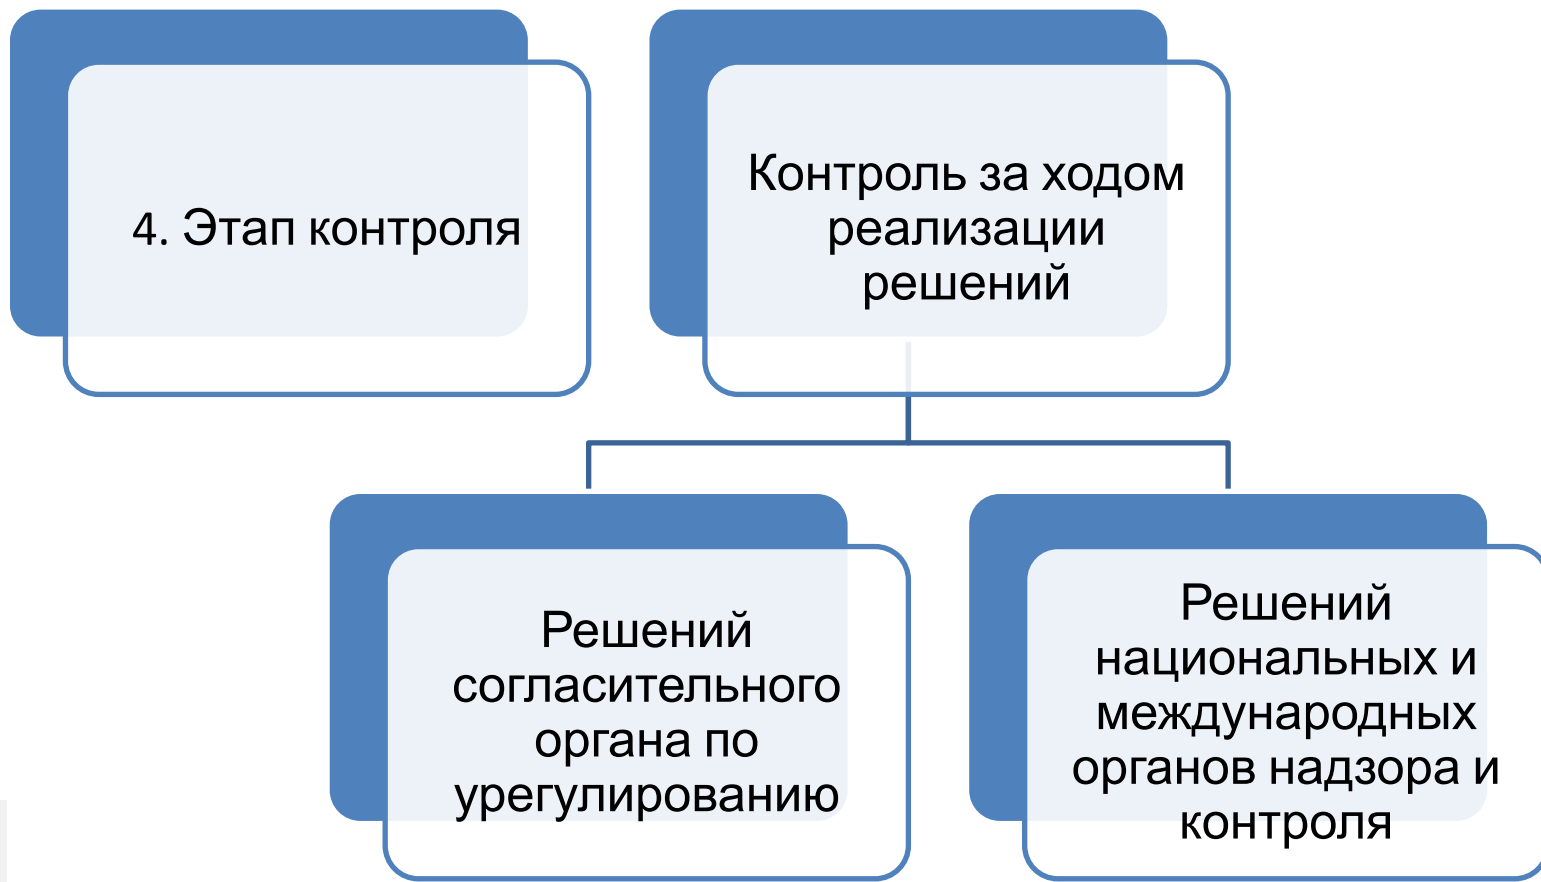 4. Этап контроля
Контроль за ходом
реализации
решений
Решений
согласительного
органа по
урегулированию
Решений
национальных и
международных
органов надзора и
контроля